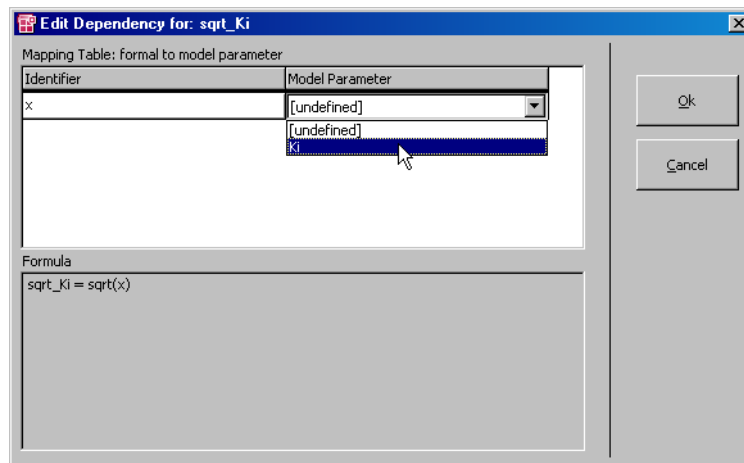 Edit Dependency for: sqrt_Ki
Mapping Table: formal to model parameter
Identifier Model Parameter
x [undefined]
[undefined]
Ki
Ok
Cancel
Formula
sqrt_Ki = sqrt(x)